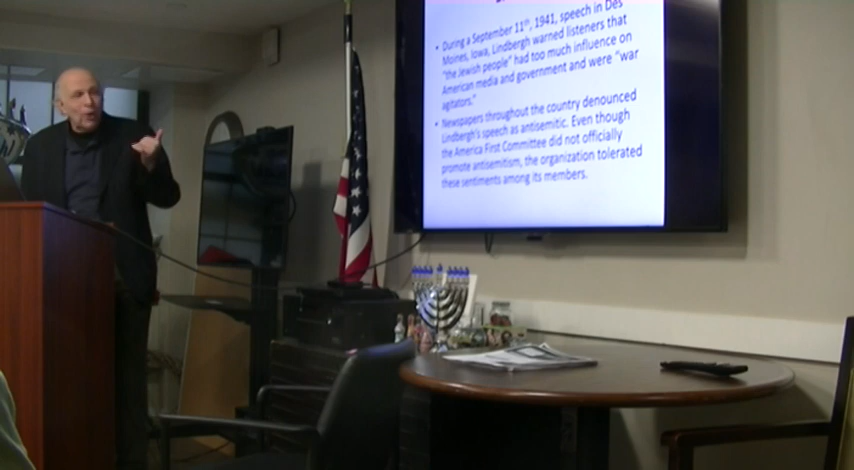 • During a September 11th, 1941, speech in Des
Moines, Iowa, Lindbergh warned listeners that
"the Jewish people" had too much influence on
American media and government and were "war
agitators."
• Newspapers throughout the country denounced
Lindbergh's speech as antisemitic. Even though
the America First Committee did not officially
promote antisemitism, the organization tolerated
these sentiments among its members.